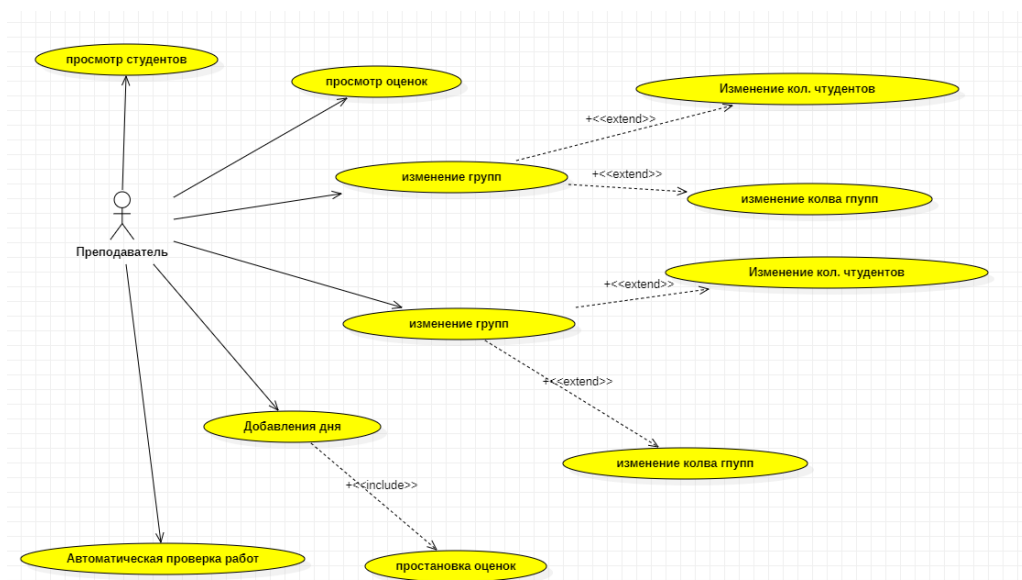 просмотр студентов
просмотр оценок
Изменение кол. чтудентов
+<<extend>>
изменение групп
+<<extend>>
изменение колва гпупп
Преподаватель
Изменение кол. чтудентов
+<<extend>>
изменение групп
+<<extend>>
Добавления дня
изменение колва гпупп
+<<include>>
Автоматическая проверка работ
простановка оценок